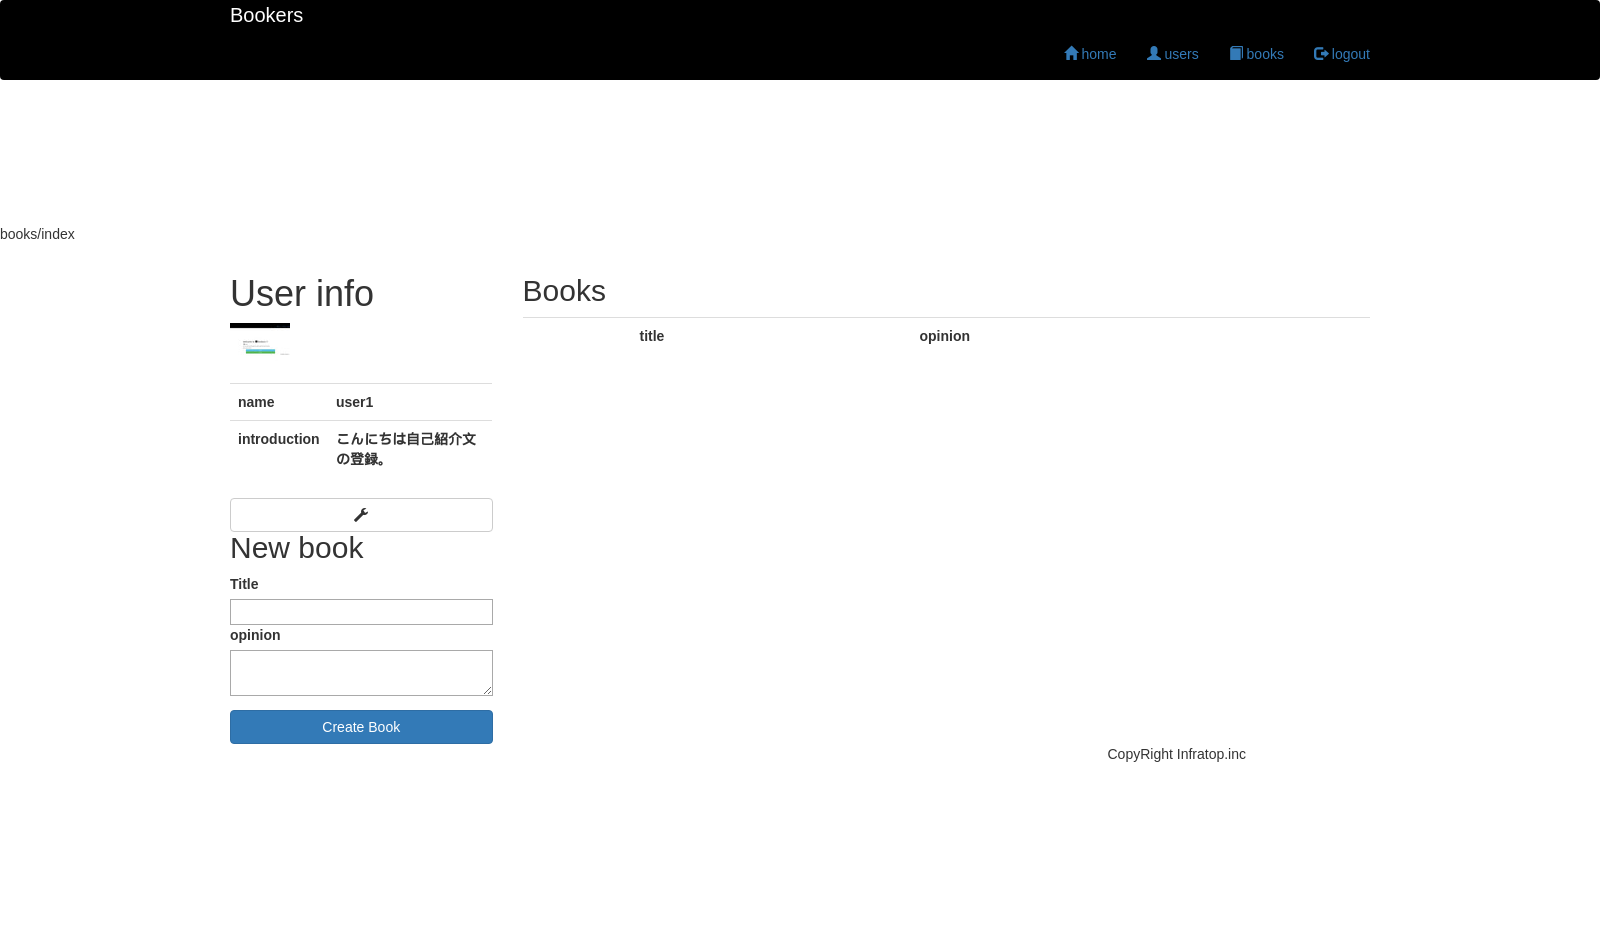 Bookers
home users books logout
books/index
User info
Books
title opinion
name user1
introduction こんにちは自己紹介文
の登録。
New book
Title
opinion
Create Book
CopyRight Infratop.inc